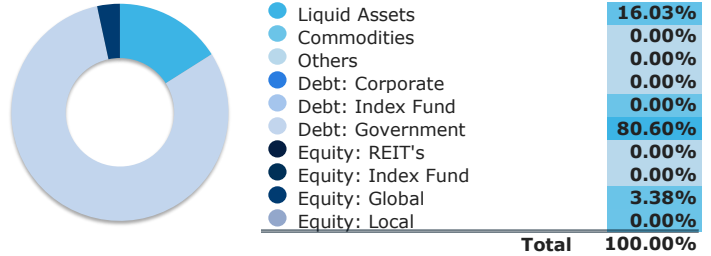 Liquid Assets 16.03%
Commodities 0.00%
Others 0.00%
Debt: Corporate 0.00%
Debt: Index Fund 0.00%
Debt: Government 80.60%
Equity: REIT's 0.00%
Equity: Index Fund 0.00%
Equity: Global 3.38%
Equity: Local 0.00%
Total 100.00%